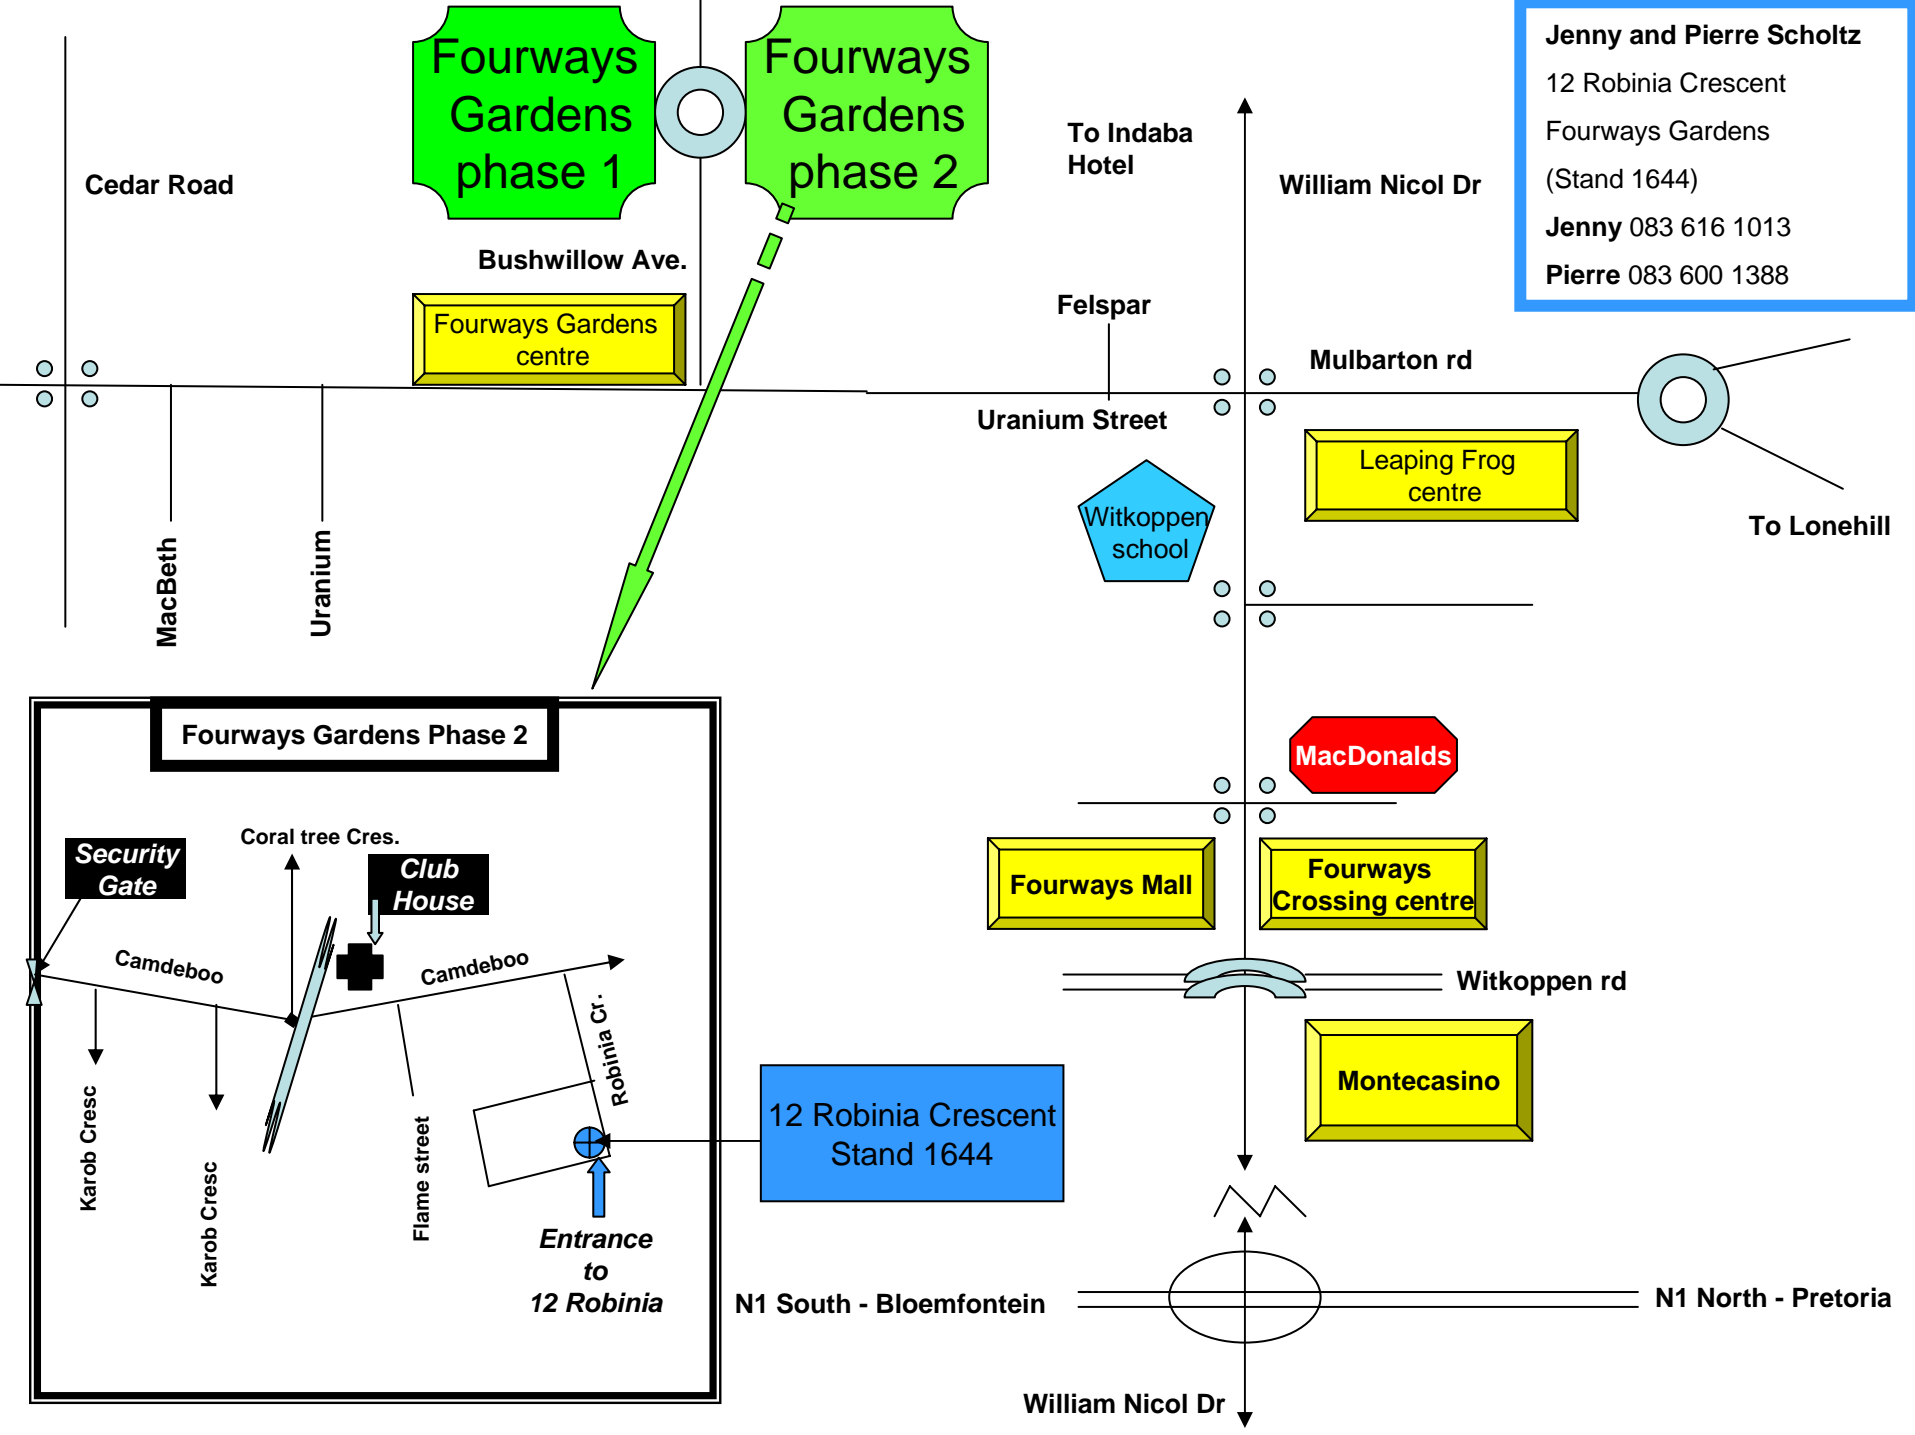 Fourways
Gardens
phase 1
Fourways
Gardens
phase 2
Jenny and Pierre Scholtz
12 Robinia Crescent
Fourways Gardens
(Stand 1644)
Jenny 083 616 1013
Pierre 083 600 1388
To Indaba
Hotel
Cedar Road
William Nicol Dr
Bushwillow Ave.
Felspar
Fourways Gardens
centre
Mulbarton rd
Uranium Street
Leaping Frog
centre
Witkoppen
school
To Lonehill
MacBeth
Uranium
Fourways Gardens Phase 2
MacDonalds
Coral tree Cres.
Security
Gate
Club
House
Fourways Mall
Fourways
Crossing centre
Camdeboo
Camdeboo
Witkoppen rd
Robinia Cr.
Montecasino
Karob Cresc
Karob Cresc
Flame street
12 Robinia Crescent
Stand 1644
Entrance
to
12 Robinia
N1 South - Bloemfontein
N1 North - Pretoria
William Nicol Dr